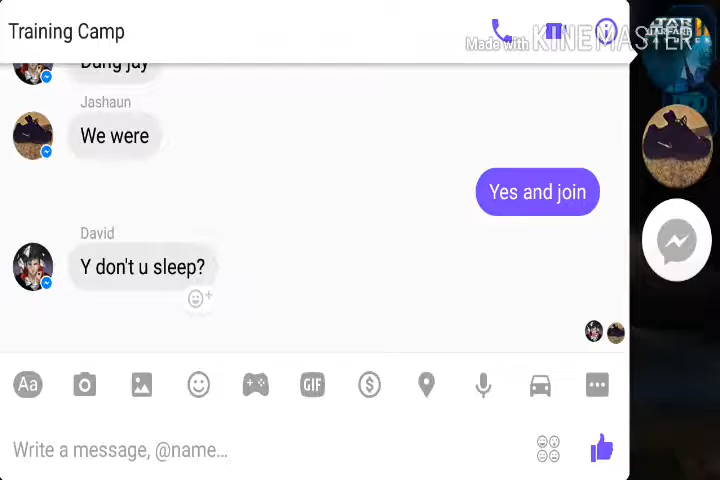 Training Camp
Made with KINEMASTER
Dang jay
Jashaun
We were
Yes and join
David
Y don't u sleep?
Aa
GIF
$
Write a message, @name...